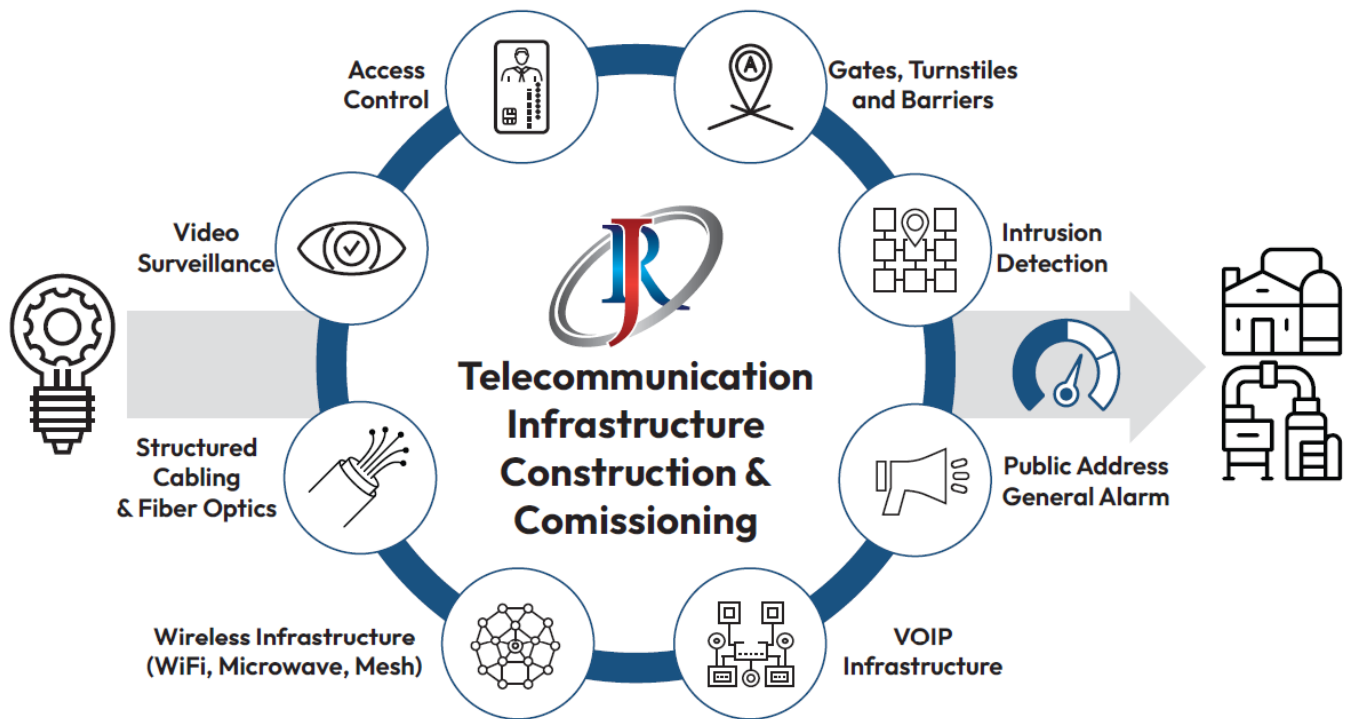 Access
Control
Gates, Turnstiles
and Barriers
A
Video
Surveillance
Intrusion
Detection
JR
Telecommunication
Infrastructure
Construction &
Comissioning
Structured
Cabling
& Fiber Optics
Public Address
General Alarm
Wireless Infrastructure
(WiFi, Microwave, Mesh)
VOIP
Infrastructure